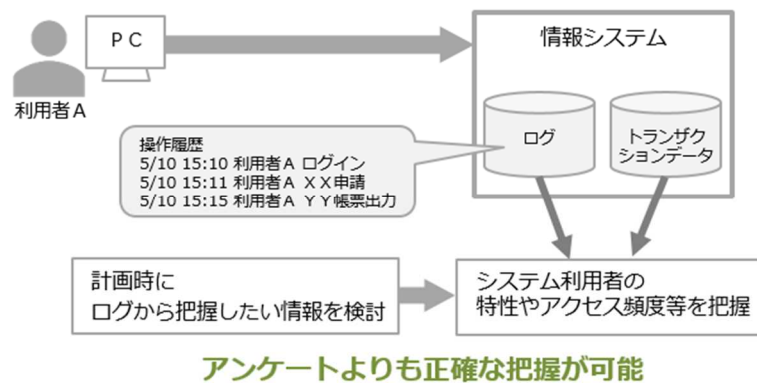 ＰＣ
利用者Ａ
情報システム
ログ
トランザク
ションデータ
操作履歴
5/10 15:10 利用者Ａ ログイン
5/10 15:11 利用者Ａ ＸＸ申請
5/10 15:15 利用者Ａ ＹＹ帳票出力
計画時に
ログから把握したい情報を検討
システム利用者の
特性やアクセス頻度等を把握
アンケートよりも正確な把握が可能